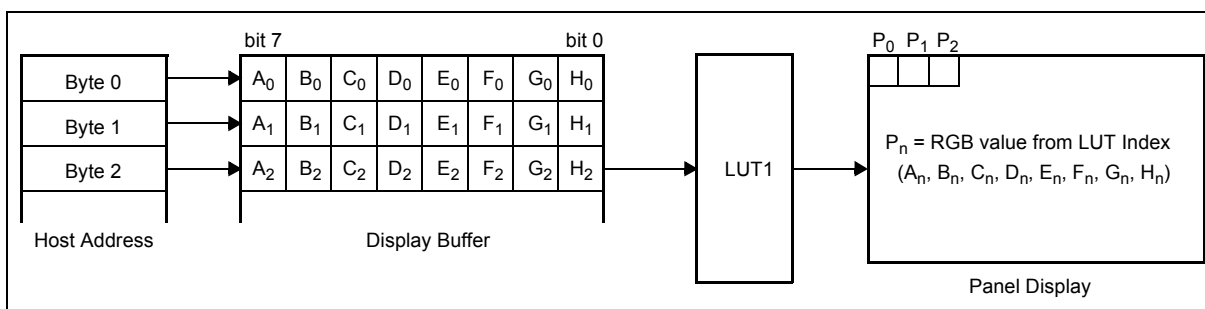 bit 7 bit 0 P0 P1 P2
Byte 0 A0 B0 C0 D0 E0 F0 G0 H0
Byte 1 A1 B1 C1 D1 E1 F1 G1 H1
Byte 2 A2 B2 C2 D2 E2 F2 G2 H2
LUT1
Pn = RGB value from LUT Index
(An, Bn, Cn, Dn, En, Fn, Gn, Hn)
Host Address Display Buffer
Panel Display